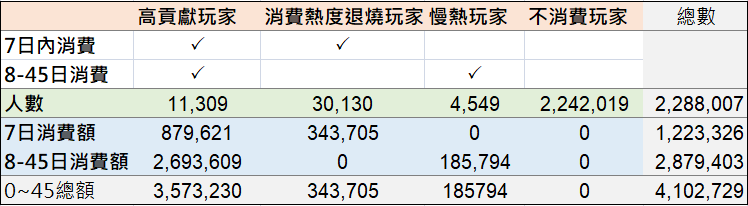 高貢獻玩家 消費熱度退燒玩家 慢熱玩家 不消費玩家 總數
7日內消費 ✓ ✓
8-45日消費 ✓ ✓
人數 11,309 30,130 4,549 2,242,019 2,288,007
7日消費額 879,621 343,705 0 0 1,223,326
8-45日消費額 2,693,609 0 185,794 0 2,879,403
0~45總額 3,573,230 343,705 185794 0 4,102,729